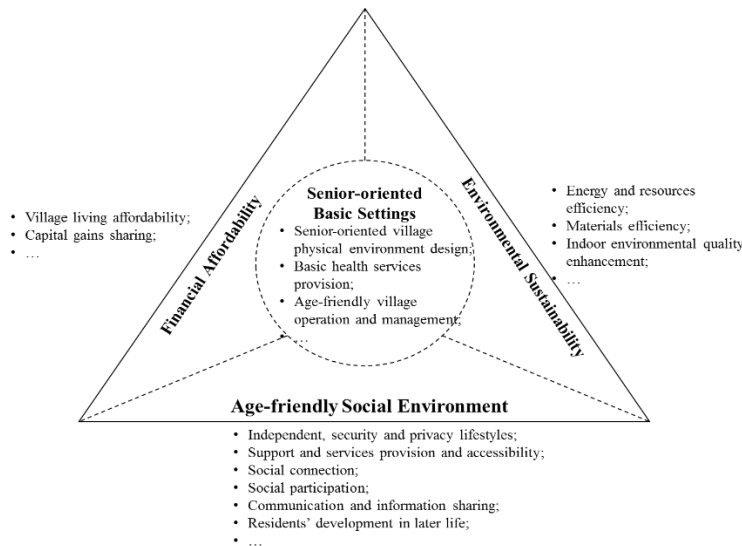 Senior-oriented
Basic Settings
• Senior-oriented village
physical environment design;
• Basic health services
provision;
• Age-friendly village
operation and management;
• …
Financial Affordability
• Village living affordability;
• Capital gains sharing;
• …
Environmental Sustainability
• Energy and resources
efficiency;
• Materials efficiency;
• Indoor environmental quality
enhancement;
• …
Age-friendly Social Environment
• Independent, security and privacy lifestyles;
• Support and services provision and accessibility;
• Social connection;
• Social participation;
• Communication and information sharing;
• Residents’ development in later life;
• …